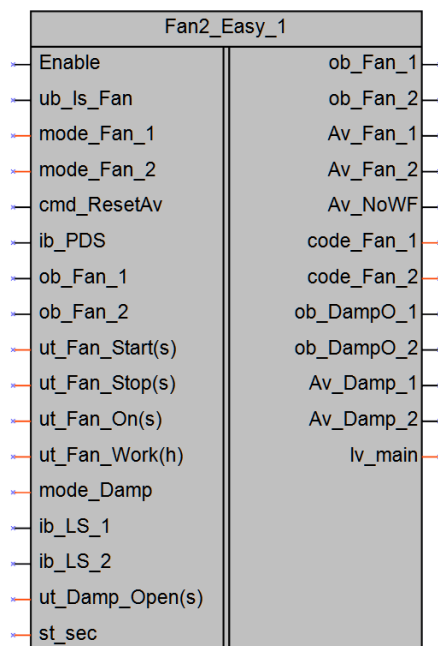 Fan2_Easy_1
Enable ob_Fan_1
ub_Is_Fan ob_Fan_2
mode_Fan_1 Av_Fan_1
mode_Fan_2 Av_Fan_2
cmd_ResetAv Av_NoWF
ib_PDS code_Fan_1
ob_Fan_1 code_Fan_2
ob_Fan_2 ob_DampO_1
ut_Fan_Start(s) ob_DampO_2
ut_Fan_Stop(s) Av_Damp_1
ut_Fan_On(s) Av_Damp_2
ut_Fan_Work(h) lv_main
mode_Damp
ib_LS_1
ib_LS_2
ut_Damp_Open(s)
st_sec